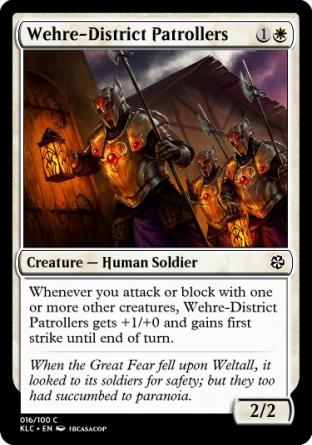 Wehre-District Patrollers 1
Creature — Human Soldier
Whenever you attack or block with one
or more other creatures, Wehre-District
Patrollers gets +1/+0 and gains first
strike until end of turn.
When the Great Fear fell upon Weltall, it
looked to its soldiers for safety; but they too
had succumbed to paranoia.
016/100 C
KLC • EN JBCASACOP
2/2